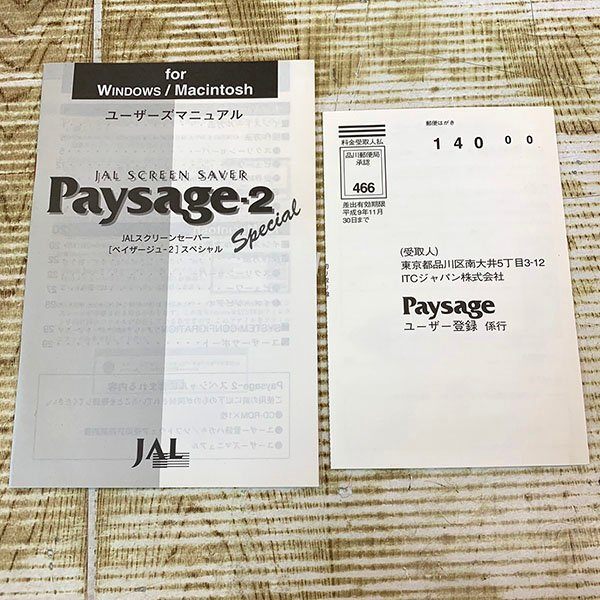 for
WINDOWS / Macintosh
ユーザーズマニュアル
JAL SCREEN SAVER
Paysage-2
Special
JALスクリーンセーバー
[ペイザージュ-2] スペシャル
JAL
郵便はがき
140 00
料金受取人払
品川郵便局
承認
466
差出有効期限
平成9年11月
30日まで
(受取人)
東京都品川区南大井5丁目3-12
ITCジャパン株式会社
Paysage
ユーザー登録 係行